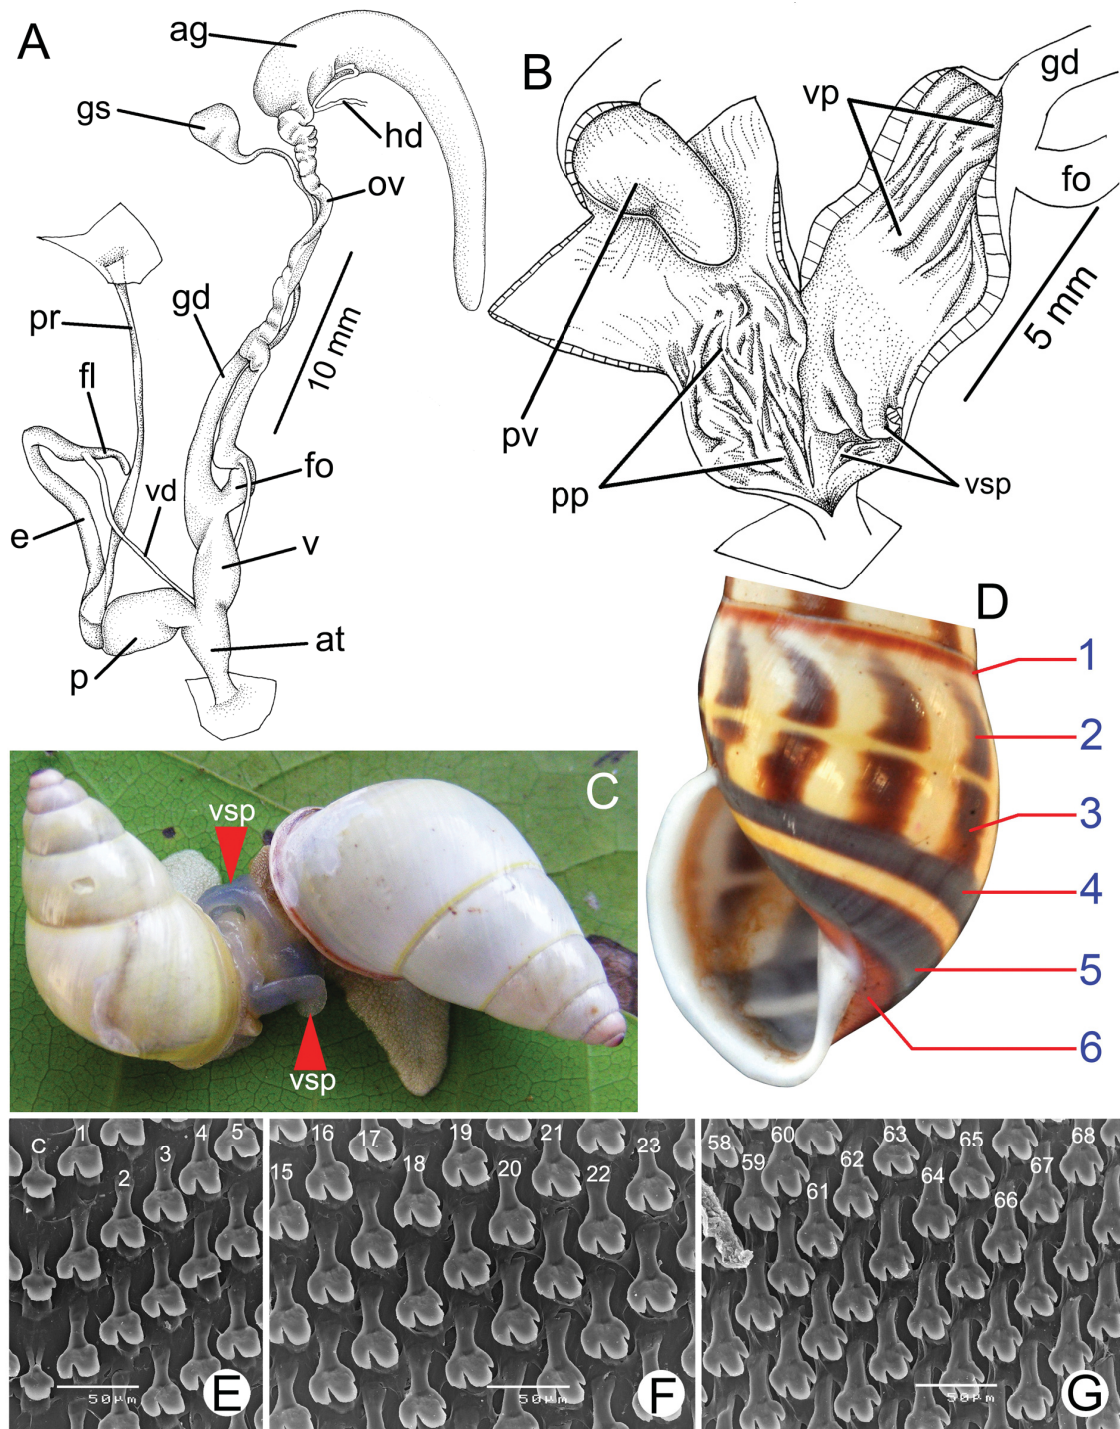 A
ag
gs
hd
ov
pr
gd
10 mm
fl
fo
vd
e
v
at
p
B
gd
vp
fo
5 mm
pv
pp
vsp
C
vsp
vsp
D
1
2
3
4
5
6
C 1 2 3 4 5
50μm
E
15 16 17 18 19 20 21 22 23
50μm
F
58 59 60 61 62 63 64 65 66 67 68
50μm
G